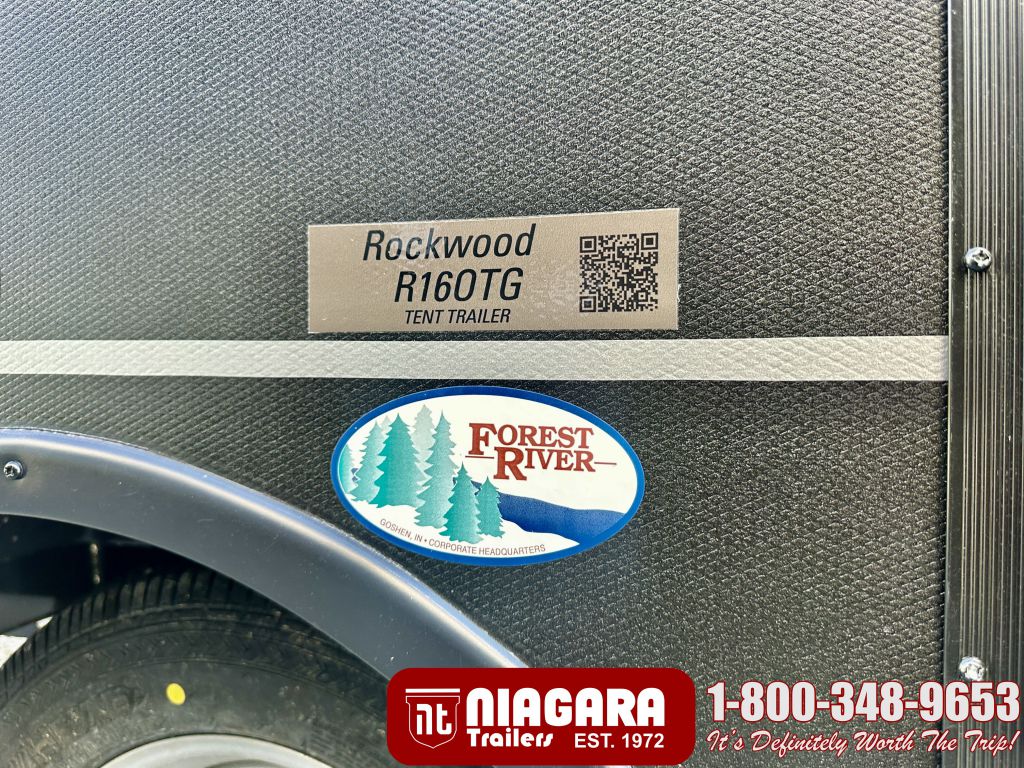 Rockwood
R160TG
TENT TRAILER
FOREST
RIVER
GOSHEN, IN • CORPORATE HEADQUARTERS
nt NIAGARA
Trailers EST. 1972
1-800-348-9653
It's Definitely Worth The Trip!